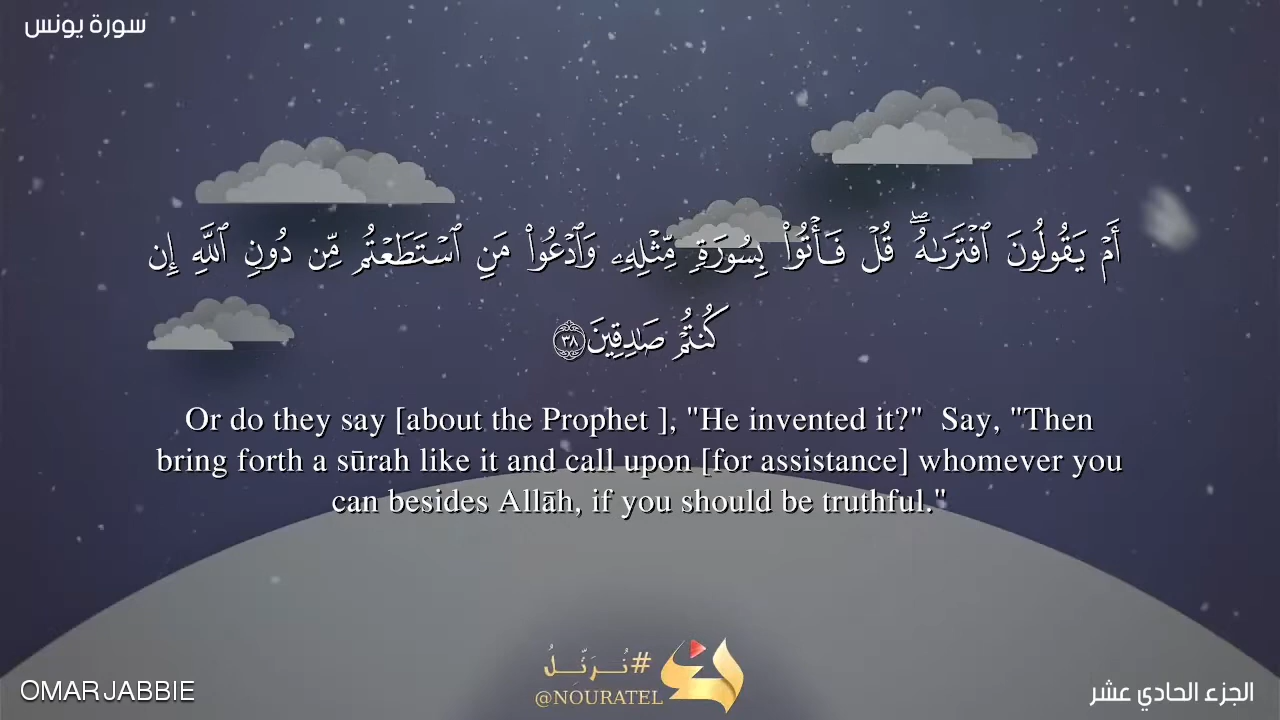 سورة يونس
أَمْ يَقُولُونَ ٱفْتَرَىٰهُۖ قُلْ فَأْتُوا۟ بِسُورَةٍ مِّثْلِهِۦ وَٱدْعُوا۟ مَنِ ٱسْتَطَعْتُم مِّن دُونِ ٱللَّهِ إِن
كُنتُمْ صَٰدِقِينَ ٣٨
Or do they say [about the Prophet ], "He invented it?"  Say, "Then
bring forth a sūrah like it and call upon [for assistance] whomever you
can besides Allāh, if you should be truthful."
#نُرَتِّلُ
@NOURATEL
OMAR JABBIE
الجزء الحادي عشر